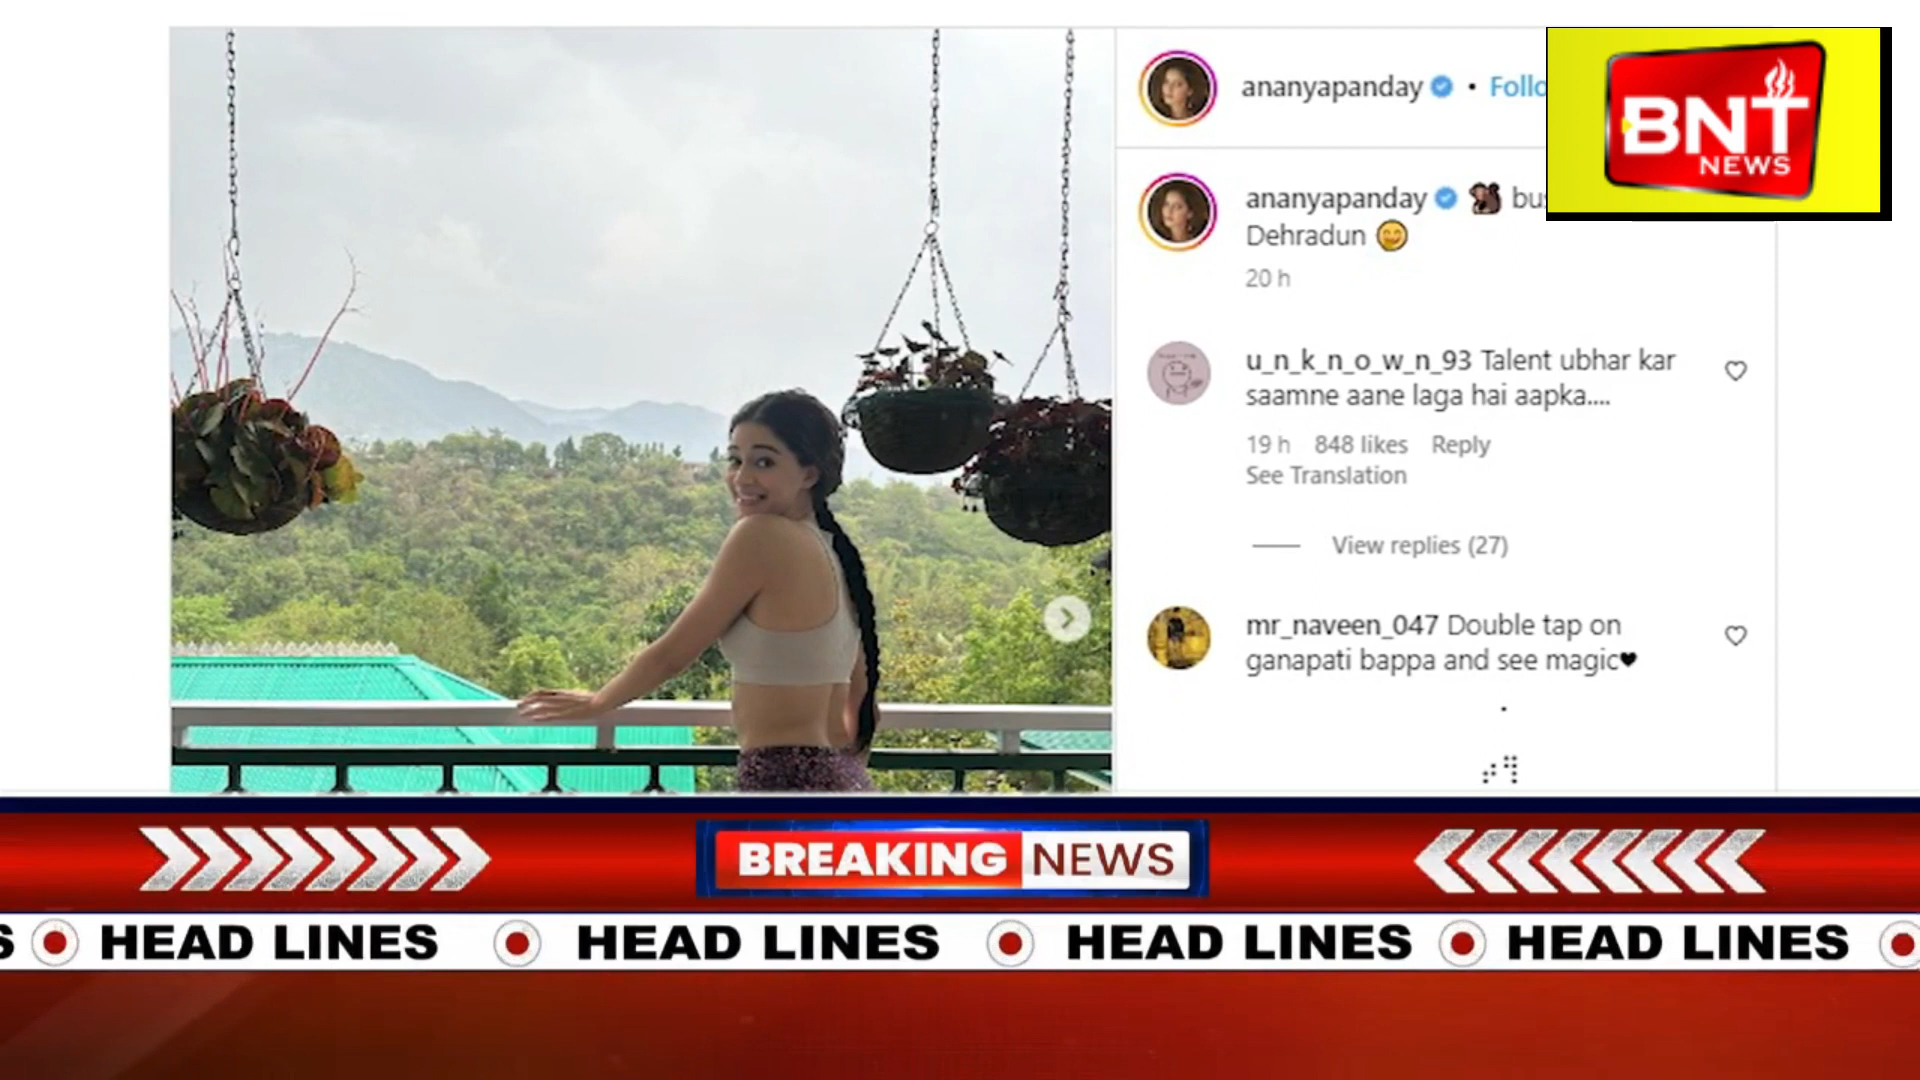 ananyapanday • Follo
BNT
NEWS
ananyapanday 🐿️ bus
Dehradun 😄
20 h
u_n_k_n_o_w_n_93 Talent ubhar kar
saamne aane laga hai aapka....
19 h 848 likes Reply
See Translation
View replies (27)
mr_naveen_047 Double tap on
ganapati bappa and see magic🖤
.
BREAKING NEWS
S HEAD LINES HEAD LINES HEAD LINES HEAD LINES